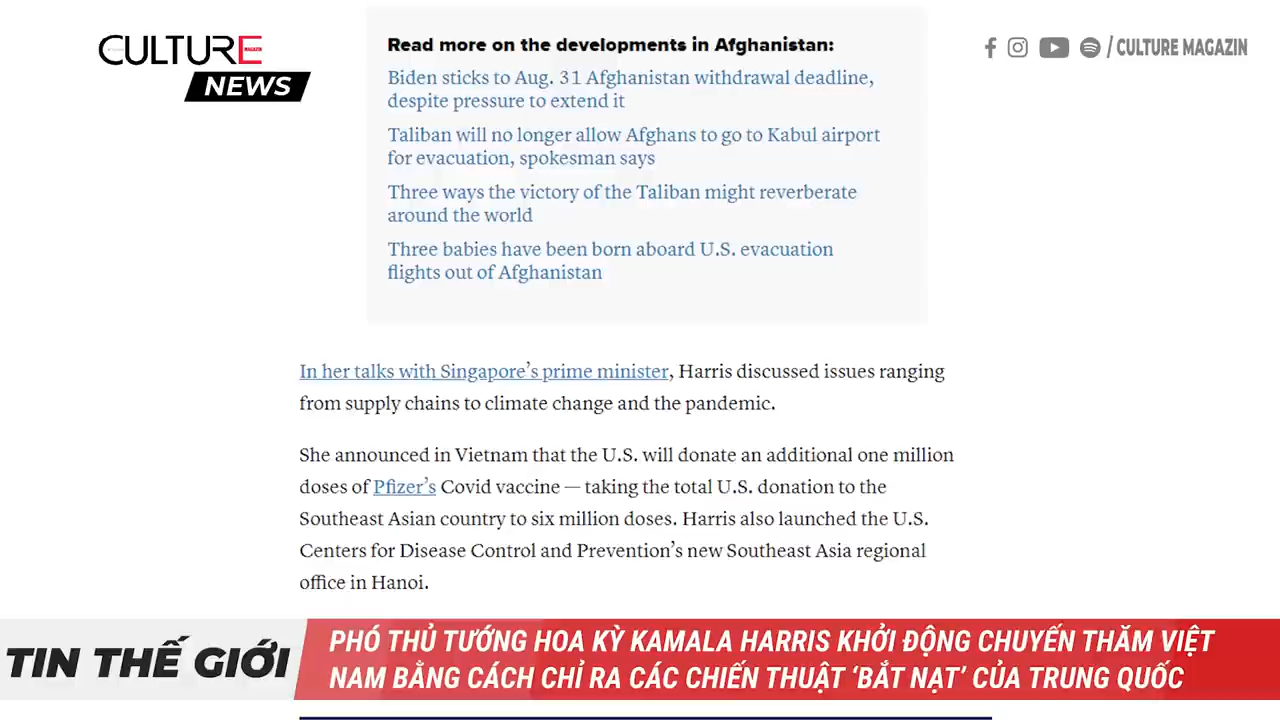 CULTURE
NEWS
/ CULTURE MAGAZIN
Read more on the developments in Afghanistan:
Biden sticks to Aug. 31 Afghanistan withdrawal deadline,
despite pressure to extend it
Taliban will no longer allow Afghans to go to Kabul airport
for evacuation, spokesman says
Three ways the victory of the Taliban might reverberate
around the world
Three babies have been born aboard U.S. evacuation
flights out of Afghanistan
In her talks with Singapore’s prime minister, Harris discussed issues ranging
from supply chains to climate change and the pandemic.
She announced in Vietnam that the U.S. will donate an additional one million
doses of Pfizer’s Covid vaccine — taking the total U.S. donation to the
Southeast Asian country to six million doses. Harris also launched the U.S.
Centers for Disease Control and Prevention’s new Southeast Asia regional
office in Hanoi.
TIN THẾ GIỚI
PHÓ THỦ TƯỚNG HOA KỲ KAMALA HARRIS KHỞI ĐỘNG CHUYẾN THĂM VIỆT
NAM BẰNG CÁCH CHỈ RA CÁC CHIẾN THUẬT ‘BẮT NẠT’ CỦA TRUNG QUỐC